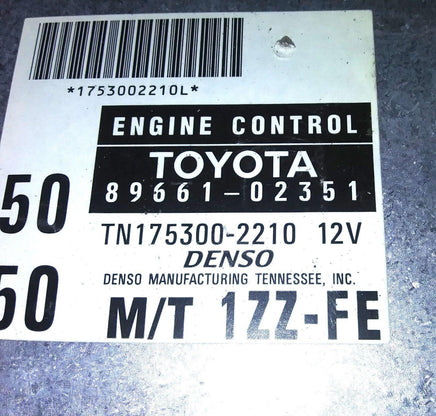 *1753002210L*
ENGINE CONTROL
TOYOTA
89661-02351
50
TN175300-2210 12V
DENSO
DENSO MANUFACTURING TENNESSEE, INC.
50
M/T 1ZZ-FE